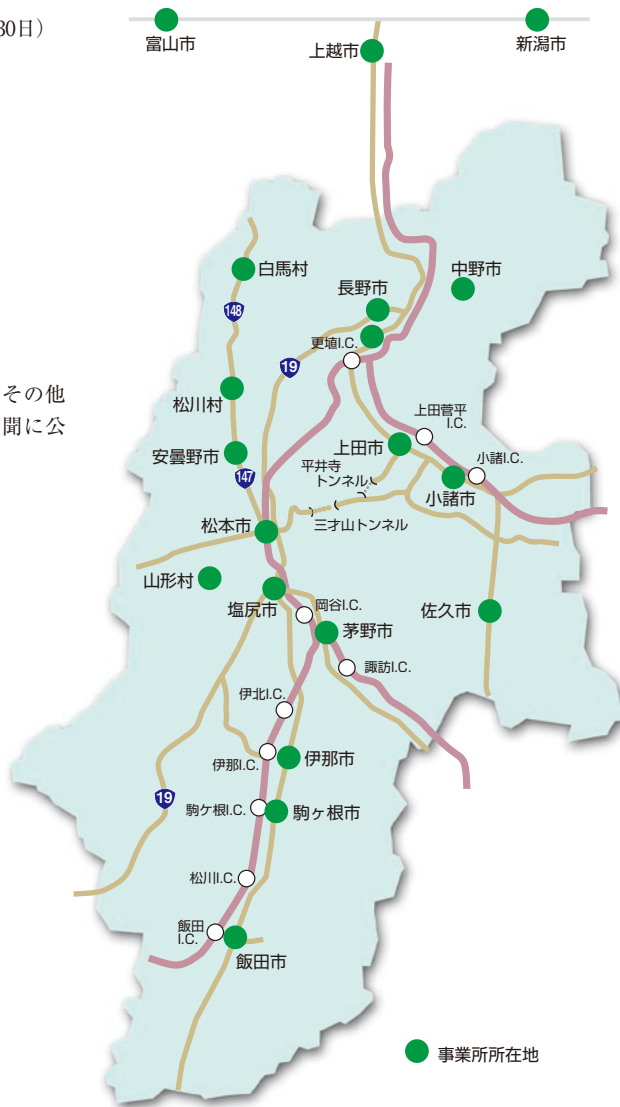 30日）
富山市
上越市
新潟市
白馬村
中野市
長野市
148
更埴I.C.
19
その他
聞に公
松川村
上田菅平
I.C.
上田市
安曇野市
小諸I.C.
平井寺
トンネル
147
小諸市
松本市
三才山トンネル
山形村
塩尻市
岡谷I.C.
佐久市
茅野市
諏訪I.C.
伊北I.C.
伊那I.C.
伊那市
19
駒ケ根I.C.
駒ヶ根市
松川I.C.
飯田
I.C.
飯田市
事業所所在地